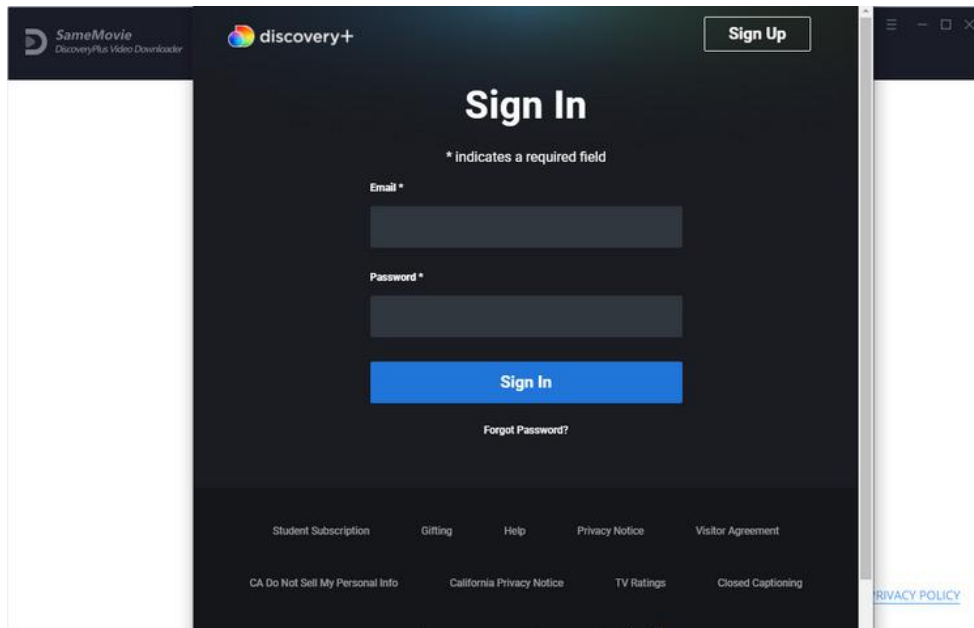 SameMovie
DiscoveryPlus Video Downloader
discovery+
Sign Up
Sign In
* indicates a required field
Email *
Password *
Sign In
Forgot Password?
Student Subscription Gifting Help Privacy Notice Visitor Agreement
CA Do Not Sell My Personal Info California Privacy Notice TV Ratings Closed Captioning
PRIVACY POLICY